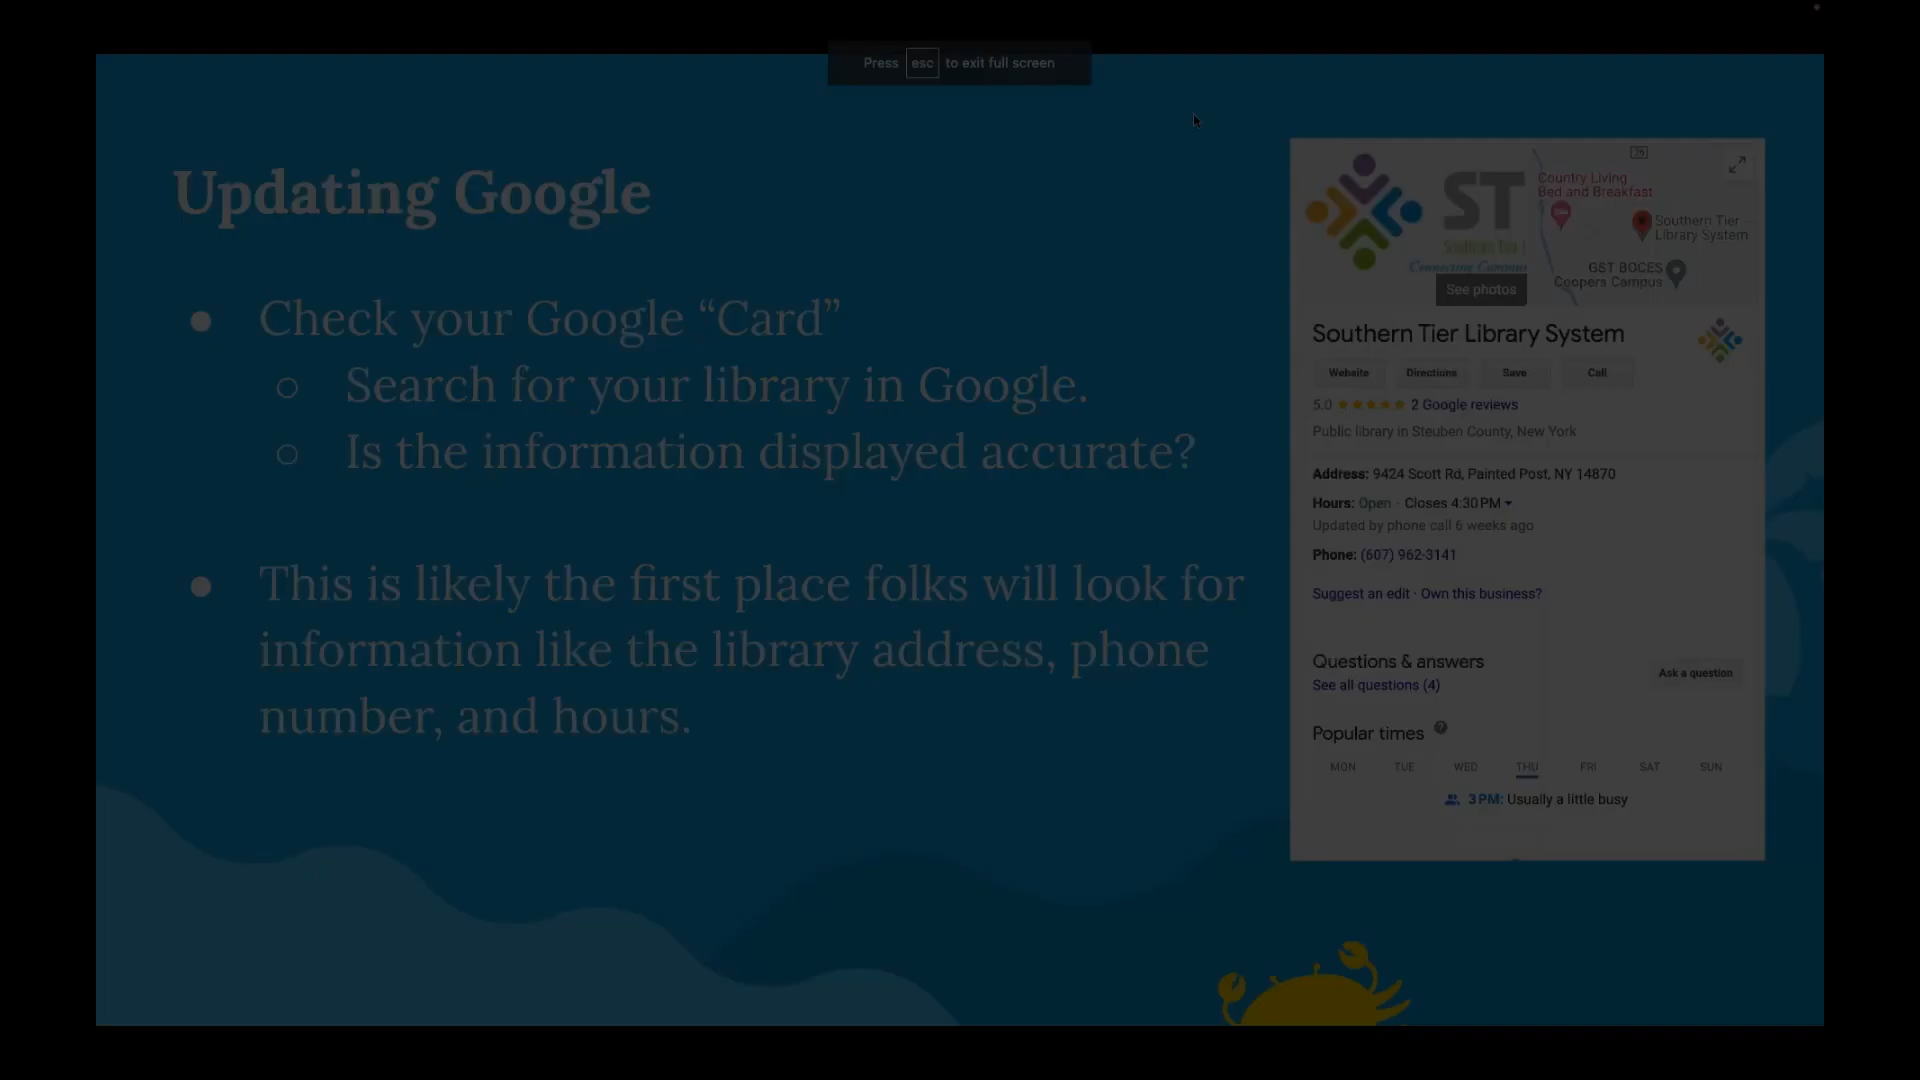 Press esc to exit full screen
Updating Google
● Check your Google “Card”
○ Search for your library in Google.
○ Is the information displayed accurate?
● This is likely the first place folks will look for
information like the library address, phone
number, and hours.
ST
Connecting
See photos
26
Country Living
Bed and Breakfast
Southern Tier
Library System
GST BOCES
Coopers Campus
Southern Tier Library System
Website Directions Save Call
5.0 ★★★★★ 2 Google reviews
Public library in Steuben County, New York
Address: 9424 Scott Rd, Painted Post, NY 14870
Hours: Open · Closes 4:30 PM
Updated by phone call 6 weeks ago
Phone: (607) 962-3141
Suggest an edit · Own this business?
Questions & answers
See all questions (4)
Ask a question
Popular times ?
MON TUE WED THU FRI SAT SUN
3 PM: Usually a little busy